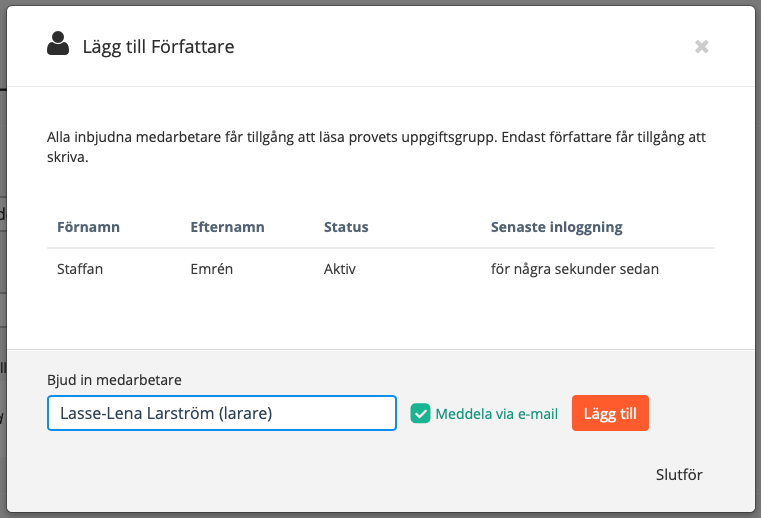 Lägg till Författare
Alla inbjudna medarbetare får tillgång att läsa provets uppgiftsgrupp. Endast författare får tillgång att
skriva.
Förnamn Efternamn Status Senaste inloggning
Staffan Emrén Aktiv för några sekunder sedan
Bjud in medarbetare
Lasse-Lena Larström (larare) Meddela via e-mail Lägg till
Slutför